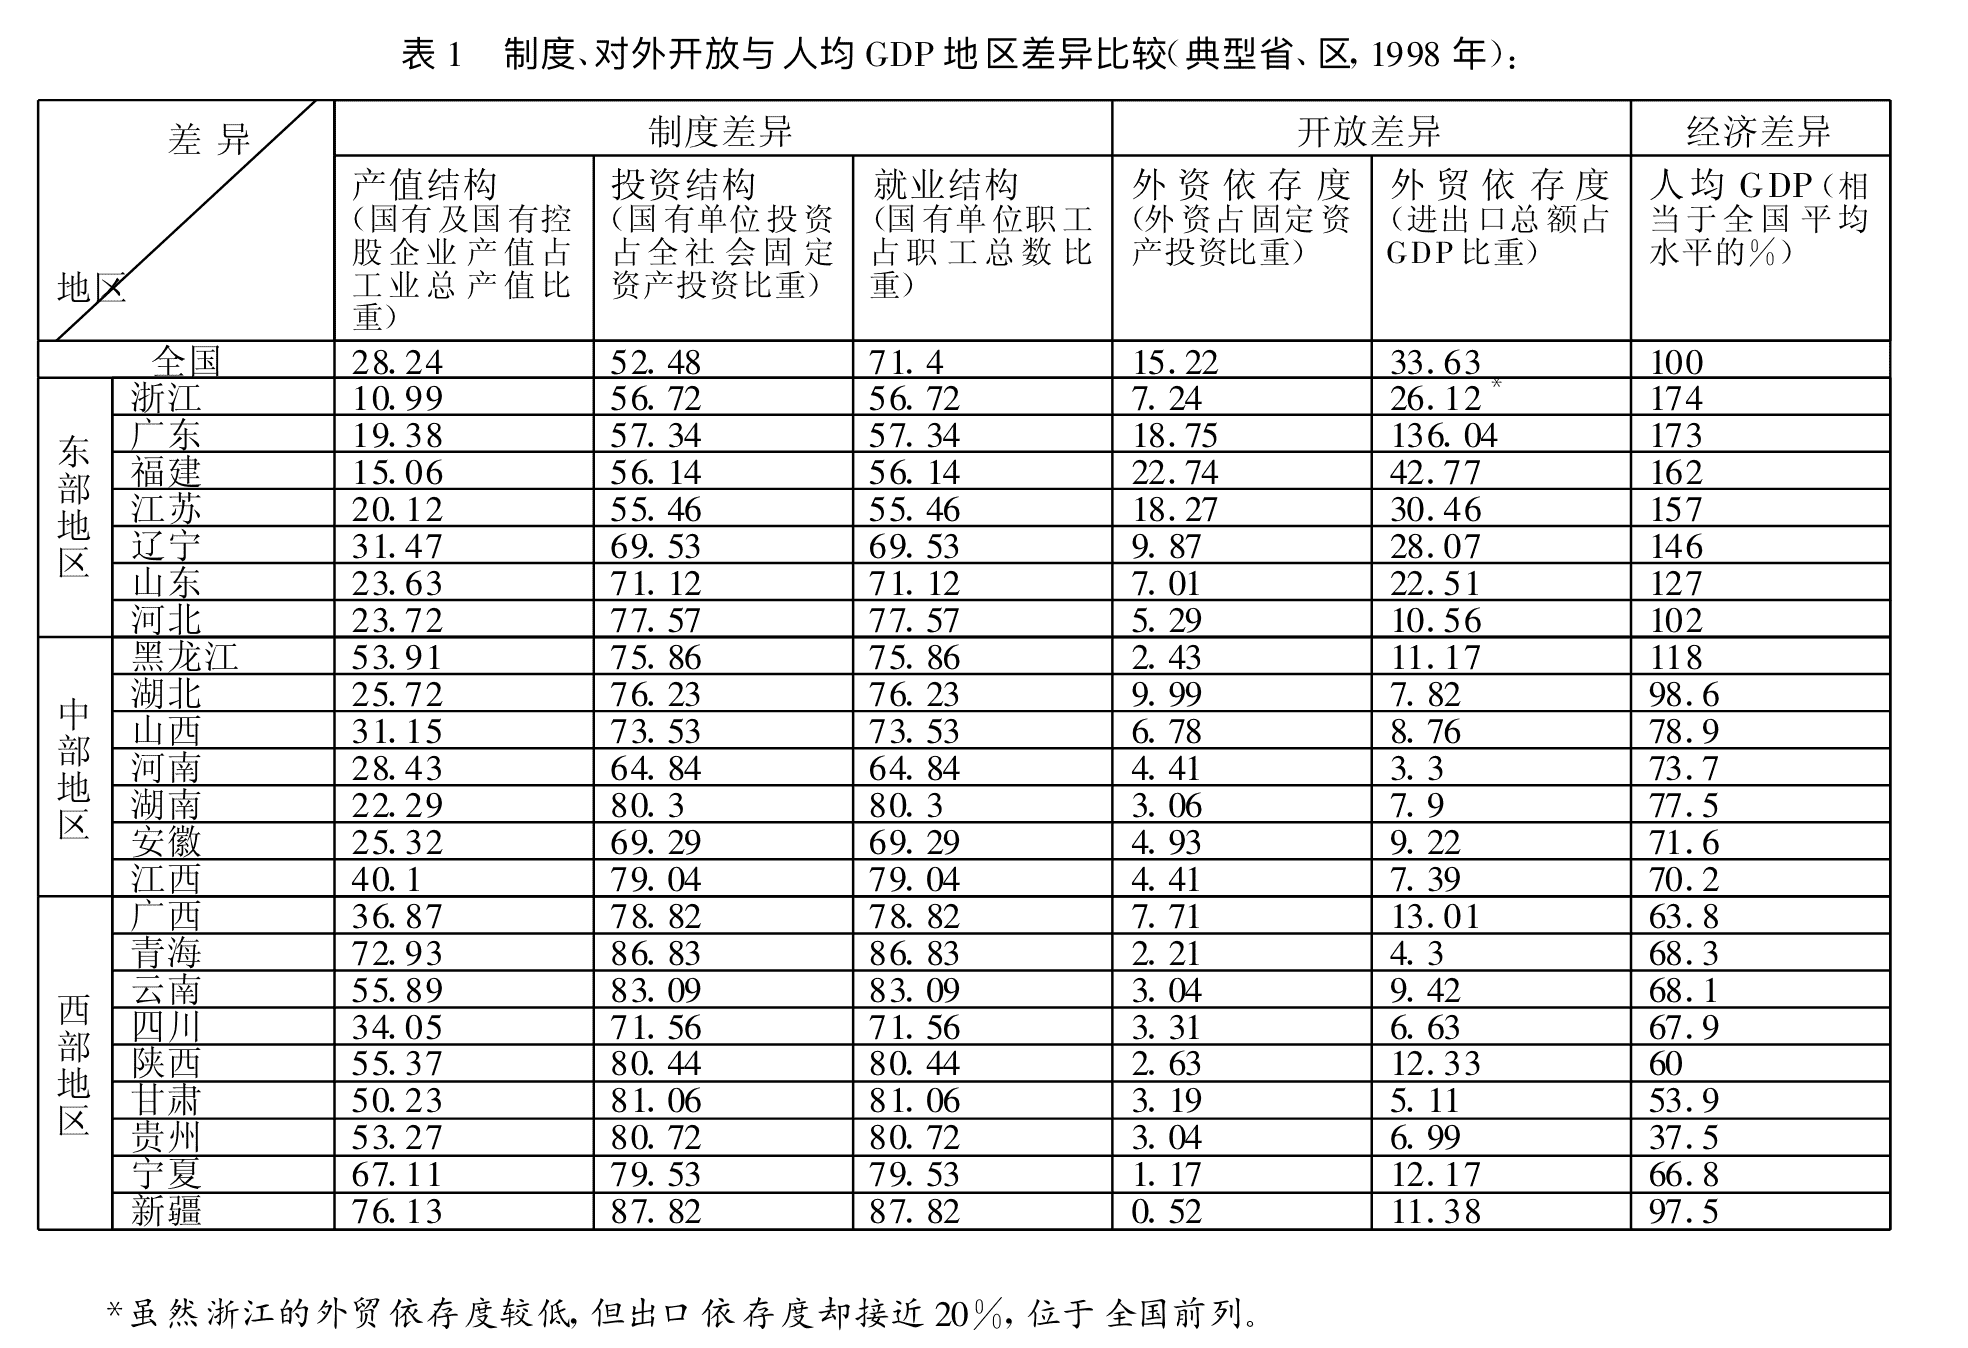 表 1 制度、对外开放与人均 GDP 地区差异比较(典型省、区, 1998 年):
差异
地区
制度差异 开放差异 经济差异
产值结构
(国有及国有控
股企业产值占
工业总产值比
重)
投资结构
(国有单位投资
占全社会固定
资产投资比重)
就业结构
(国有单位职工
占职工总数比
重)
外资依存度
(外资占固定资
产投资比重)
外贸依存度
(进出口总额占
GDP 比重)
人均 GDP (相
当于全国平均
水平的%)
全国 28.24 52.48 71.4 15.22 33.63 100
东部地区
浙江 10.99 56.72 56.72 7.24 26.12* 174
广东 19.38 57.34 57.34 18.75 136.04 173
福建 15.06 56.14 56.14 22.74 42.77 162
江苏 20.12 55.46 55.46 18.27 30.46 157
辽宁 31.47 69.53 69.53 9.87 28.07 146
山东 23.63 71.12 71.12 7.01 22.51 127
河北 23.72 77.57 77.57 5.29 10.56 102
中部地区
黑龙江 53.91 75.86 75.86 2.43 11.17 118
湖北 25.72 76.23 76.23 9.99 7.82 98.6
山西 31.15 73.53 73.53 6.78 8.76 78.9
河南 28.43 64.84 64.84 4.41 3.3 73.7
湖南 22.29 80.3 80.3 3.06 7.9 77.5
安徽 25.32 69.29 69.29 4.93 9.22 71.6
江西 40.1 79.04 79.04 4.41 7.39 70.2
西部地区
广西 36.87 78.82 78.82 7.71 13.01 63.8
青海 72.93 86.83 86.83 2.21 4.3 68.3
云南 55.89 83.09 83.09 3.04 9.42 68.1
四川 34.05 71.56 71.56 3.31 6.63 67.9
陕西 55.37 80.44 80.44 2.63 12.33 60
甘肃 50.23 81.06 81.06 3.19 5.11 53.9
贵州 53.27 80.72 80.72 3.04 6.99 37.5
宁夏 67.11 79.53 79.53 1.17 12.17 66.8
新疆 76.13 87.82 87.82 0.52 11.38 97.5
*虽然浙江的外贸依存度较低, 但出口依存度却接近 20%, 位于全国前列。